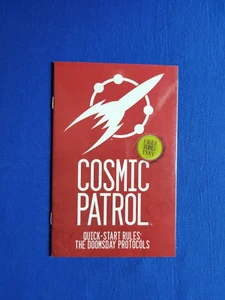 COSMIC
PATROL
QUICK-START RULES:
THE DOOMSDAY PROTOCOLS